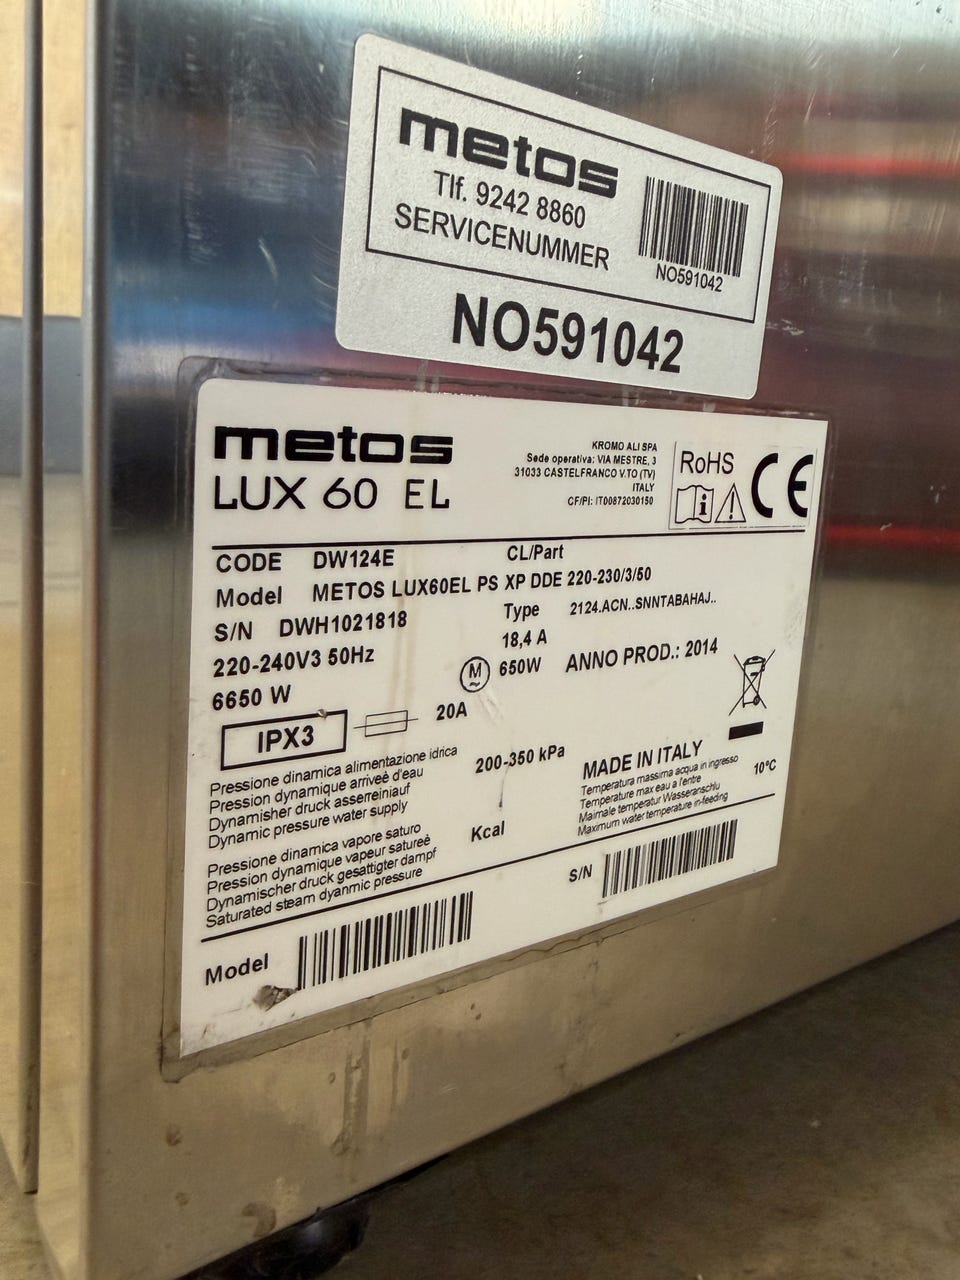 metos
Tlf. 9242 8860
SERVICENUMMER
NO591042
NO591042
metos
LUX 60 EL
KROMO ALI SPA
Sede operativa: VIA MESTRE, 3
31033 CASTELFRANCO V.TO (TV)
ITALY
CF/PI: IT00872030150
RoHS
CE
CODE DW124E CL/Part
Model METOS LUX60EL PS XP DDE 220-230/3/50
S/N DWH1021818 Type 2124.ACN..SNNTABAHAJ..
220-240V3 50Hz 18,4 A
6650 W M 650W ANNO PROD.: 2014
IPX3 20A
Pressione dinamica alimentazione idrica
Pression dynamique arriveè d'eau
Dynamisher druck asserreiniauf
Dynamic pressure water supply
200-350 kPa
MADE IN ITALY
Temperatura massima acqua in ingresso
Temperature max eau a l'entre
Maimale temperatur Wasseranschlu
Maximum water temperature in-feeding
10°C
Pressione dinamica vapore saturo
Pression dynamique vapeur satureè
Dynamischer druck gesattigter dampf
Saturated steam dyanmic pressure
Kcal
S/N
Model